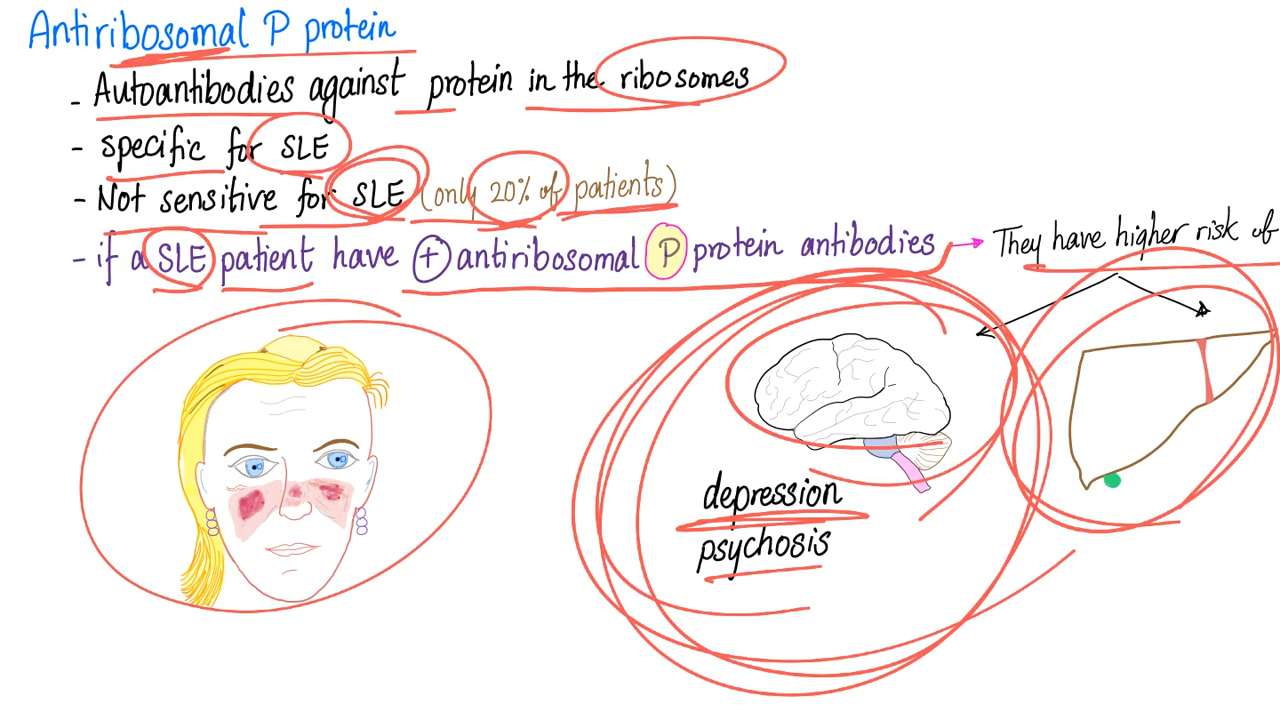 Antiribosomal P protein
- Autoantibodies against protein in the ribosomes
- specific for SLE
- Not sensitive for SLE (only 20% of patients)
- if a SLE patient have + antiribosomal P protein antibodies → They have higher risk of
depression
psychosis